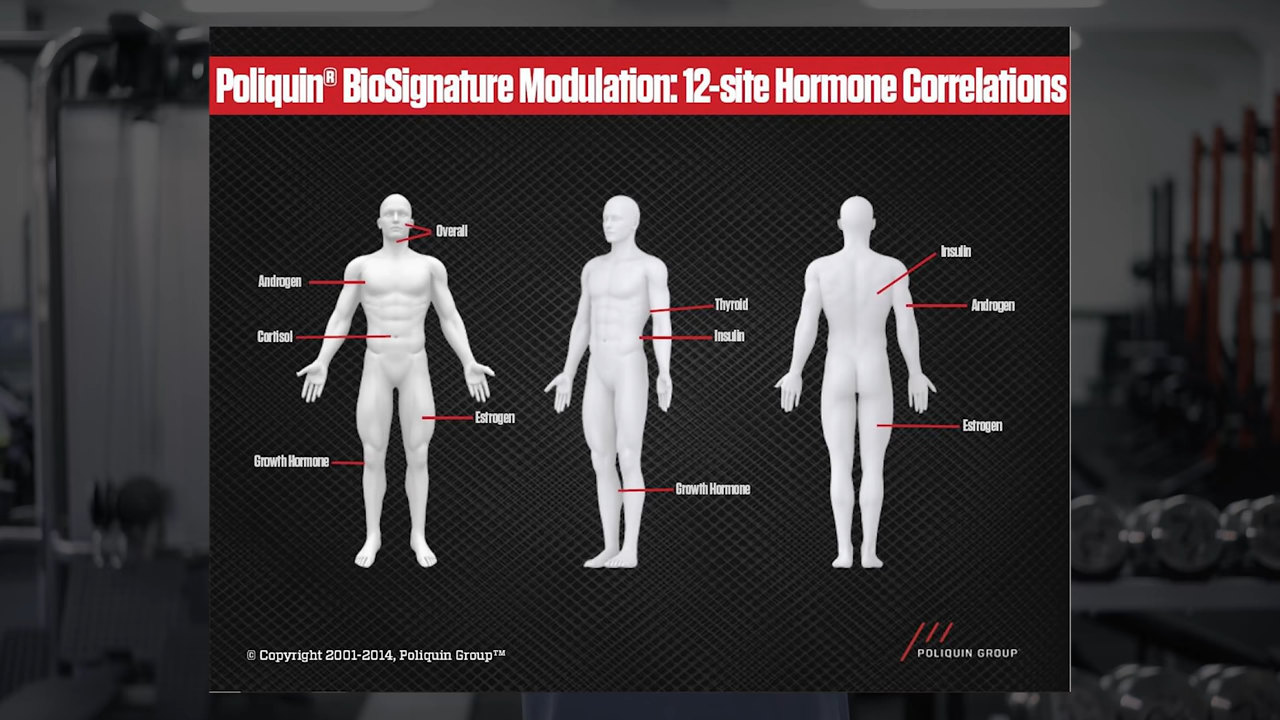 Poliquin® BioSignature Modulation: 12-site Hormone Correlations
Overall
Androgen
Cortisol
Estrogen
Growth Hormone
Thyroid
Insulin
Growth Hormone
Insulin
Androgen
Estrogen
© Copyright 2001-2014, Poliquin Group™
POLIQUIN GROUP